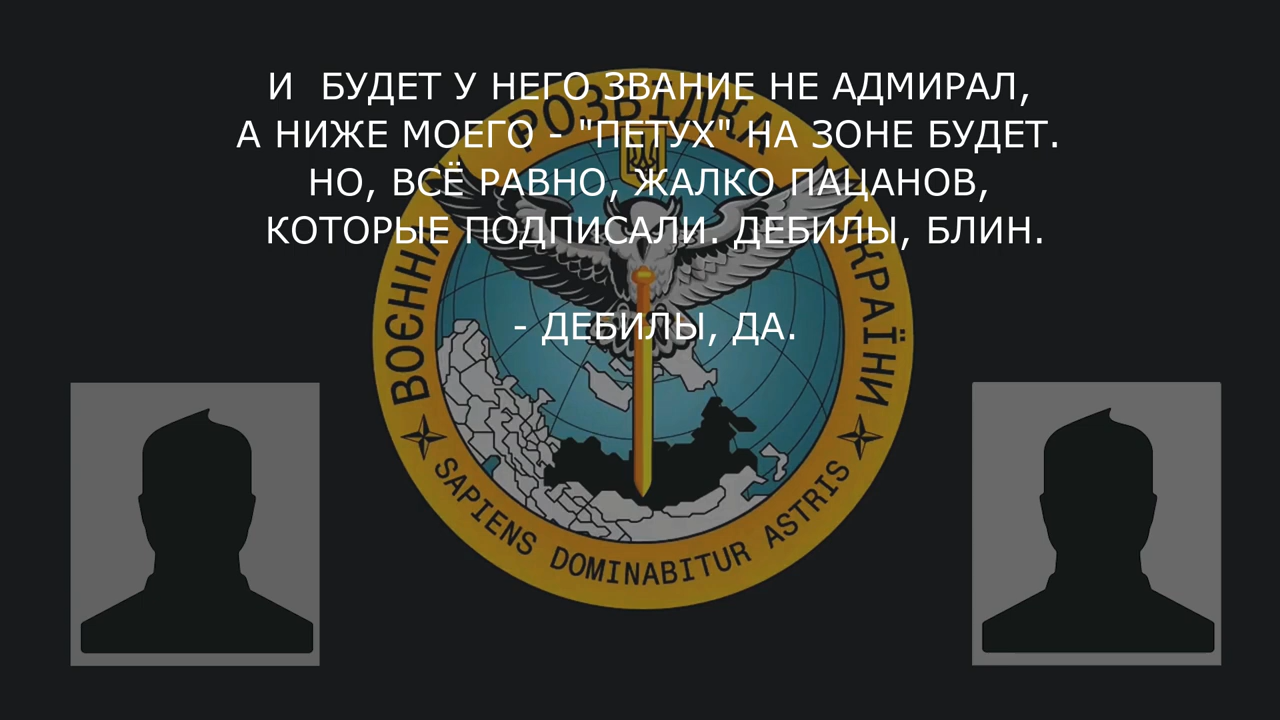 И БУДЕТ У НЕГО ЗВАНИЕ НЕ АДМИРАЛ,
А НИЖЕ МОЕГО - "ПЕТУХ" НА ЗОНЕ БУДЕТ.
НО, ВСЁ РАВНО, ЖАЛКО ПАЦАНОВ,
КОТОРЫЕ ПОДПИСАЛИ. ДЕБИЛЫ, БЛИН.
- ДЕБИЛЫ, ДА.
ВОЄННА РОЗВІДКА УКРАЇНИ
SAPIENS DOMINABITUR ASTRIS